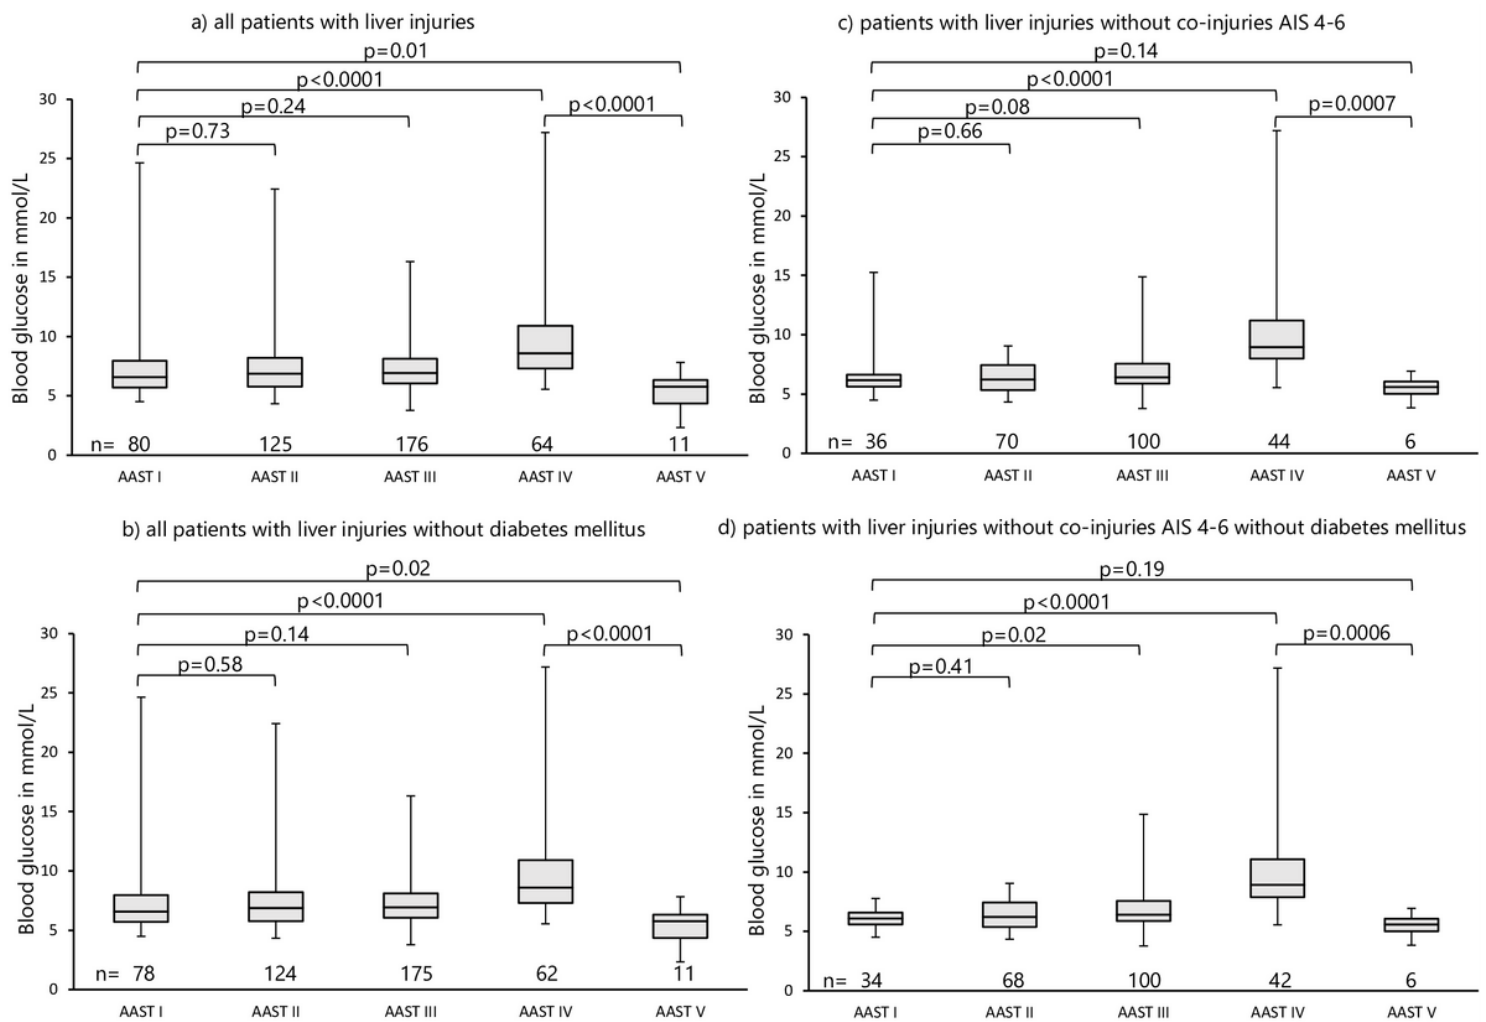 a) all patients with liver injuries
p=0.01
p<0.0001
p=0.24
p<0.0001
p=0.73
Blood glucose in mmol/L
30
25
20
15
10
5
0
n= 80 125 176 64 11
AAST I AAST II AAST III AAST IV AAST V
c) patients with liver injuries without co-injuries AIS 4-6
p=0.14
p<0.0001
p=0.08
p=0.0007
p=0.66
Blood glucose in mmol/L
30
25
20
15
10
5
0
n= 36 70 100 44 6
AAST I AAST II AAST III AAST IV AAST V
b) all patients with liver injuries without diabetes mellitus
p=0.02
p<0.0001
p=0.14
p<0.0001
p=0.58
Blood glucose in mmol/L
30
25
20
15
10
5
0
n= 78 124 175 62 11
AAST I AAST II AAST III AAST IV AAST V
d) patients with liver injuries without co-injuries AIS 4-6 without diabetes mellitus
p=0.19
p<0.0001
p=0.02
p=0.0006
p=0.41
Blood glucose in mmol/L
30
25
20
15
10
5
0
n= 34 68 100 42 6
AAST I AAST II AAST III AAST IV AAST V